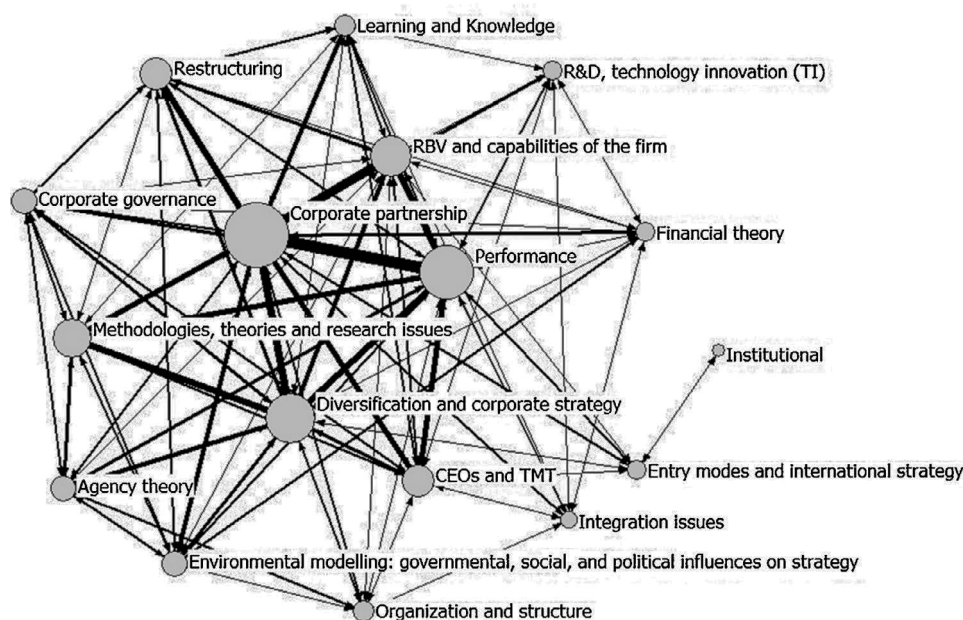 Learning and Knowledge
Restructuring
R&D, technology innovation (TI)
RBV and capabilities of the firm
Corporate governance
Corporate partnership
Financial theory
Performance
Methodologies, theories and research issues
Institutional
Diversification and corporate strategy
Entry modes and international strategy
CEOs and TMT
Agency theory
Integration issues
Environmental modelling: governmental, social, and political influences on strategy
Organization and structure